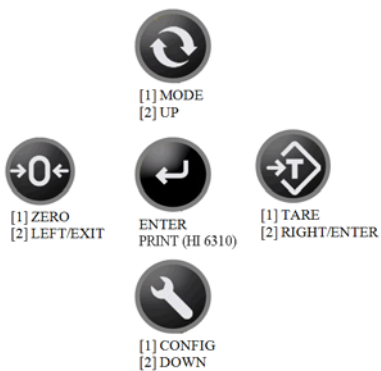 [1] MODE
[2] UP
0
[1] ZERO
[2] LEFT/EXIT
ENTER
PRINT (HI 6310)
T
[1] TARE
[2] RIGHT/ENTER
[1] CONFIG
[2] DOWN